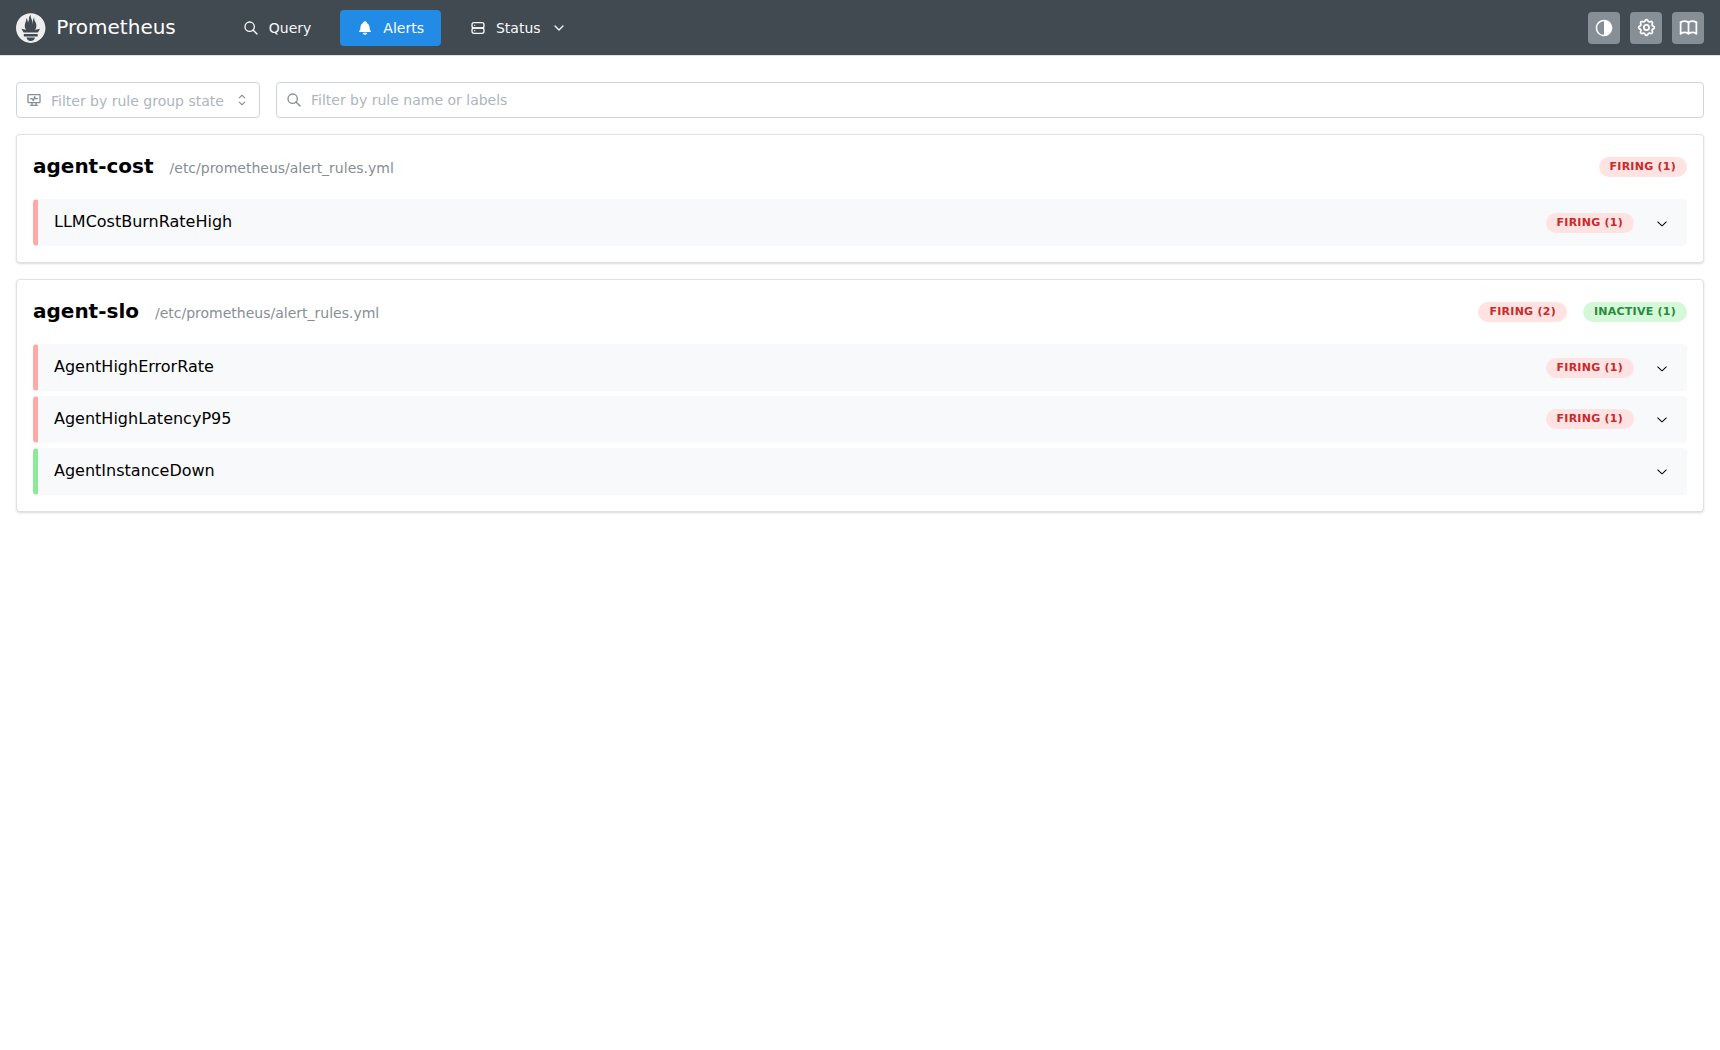 Prometheus Query Alerts Status
Filter by rule group state Filter by rule name or labels
agent-cost /etc/prometheus/alert_rules.yml FIRING (1)
LLMCostBurnRateHigh FIRING (1)
agent-slo /etc/prometheus/alert_rules.yml FIRING (2) INACTIVE (1)
AgentHighErrorRate FIRING (1)
AgentHighLatencyP95 FIRING (1)
AgentInstanceDown